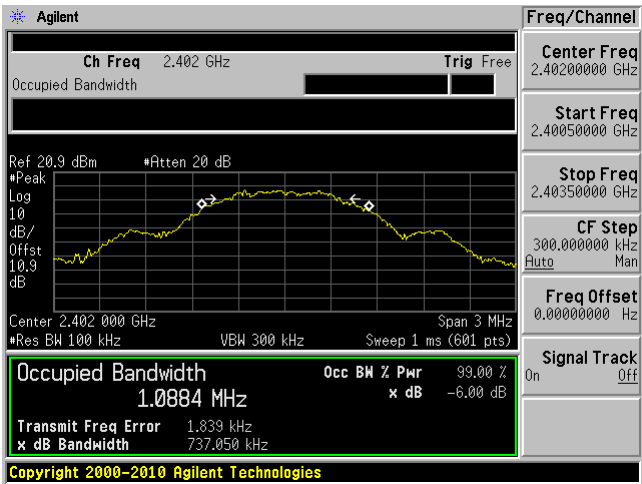 Agilent
Freq/Channel
Ch Freq 2.402 GHz Trig Free
Occupied Bandwidth
Center Freq
2.40200000 GHz
Start Freq
2.40050000 GHz
Stop Freq
2.40350000 GHz
CF Step
300.000000 kHz
Auto Man
Freq Offset
0.00000000 Hz
Signal Track
On Off
Ref 20.9 dBm #Atten 20 dB
#Peak
Log
10
dB/
Offst
10.9
dB
Center 2.402 000 GHz Span 3 MHz
#Res BW 100 kHz VBW 300 kHz Sweep 1 ms (601 pts)
Occupied Bandwidth Occ BW % Pwr 99.00 %
1.0884 MHz x dB -6.00 dB
Transmit Freq Error 1.839 kHz
x dB Bandwidth 737.050 kHz
Copyright 2000-2010 Agilent Technologies